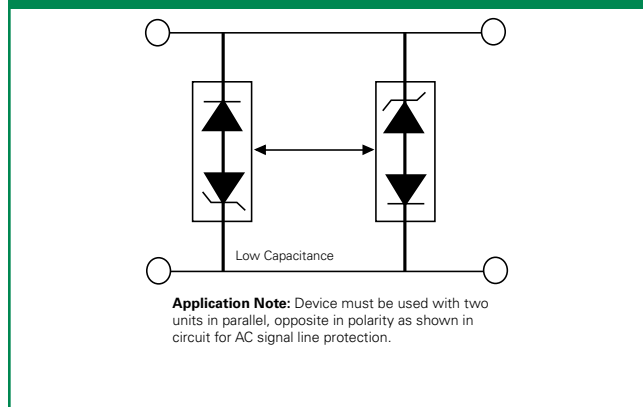 Low Capacitance
Application Note: Device must be used with two
units in parallel, opposite in polarity as shown in
circuit for AC signal line protection.